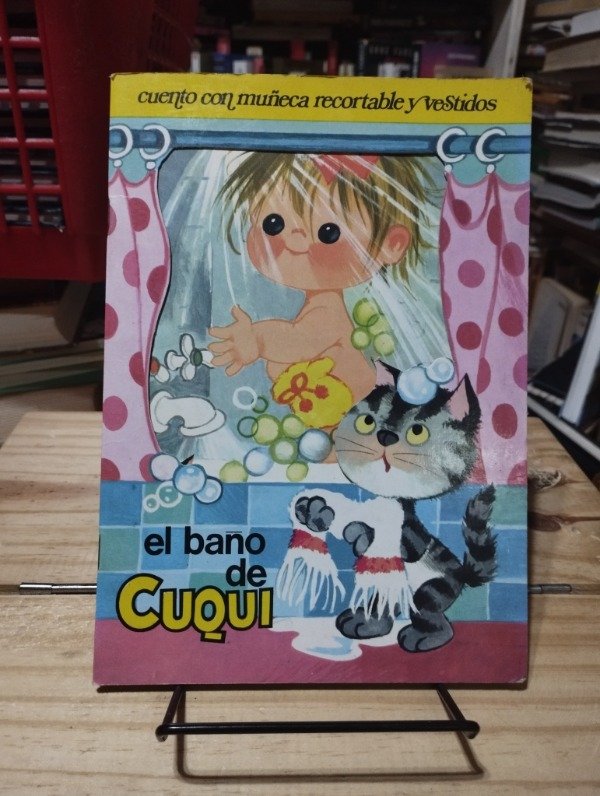 cuento con muñeca recortable y vestidos
el baño
de
CUQUI